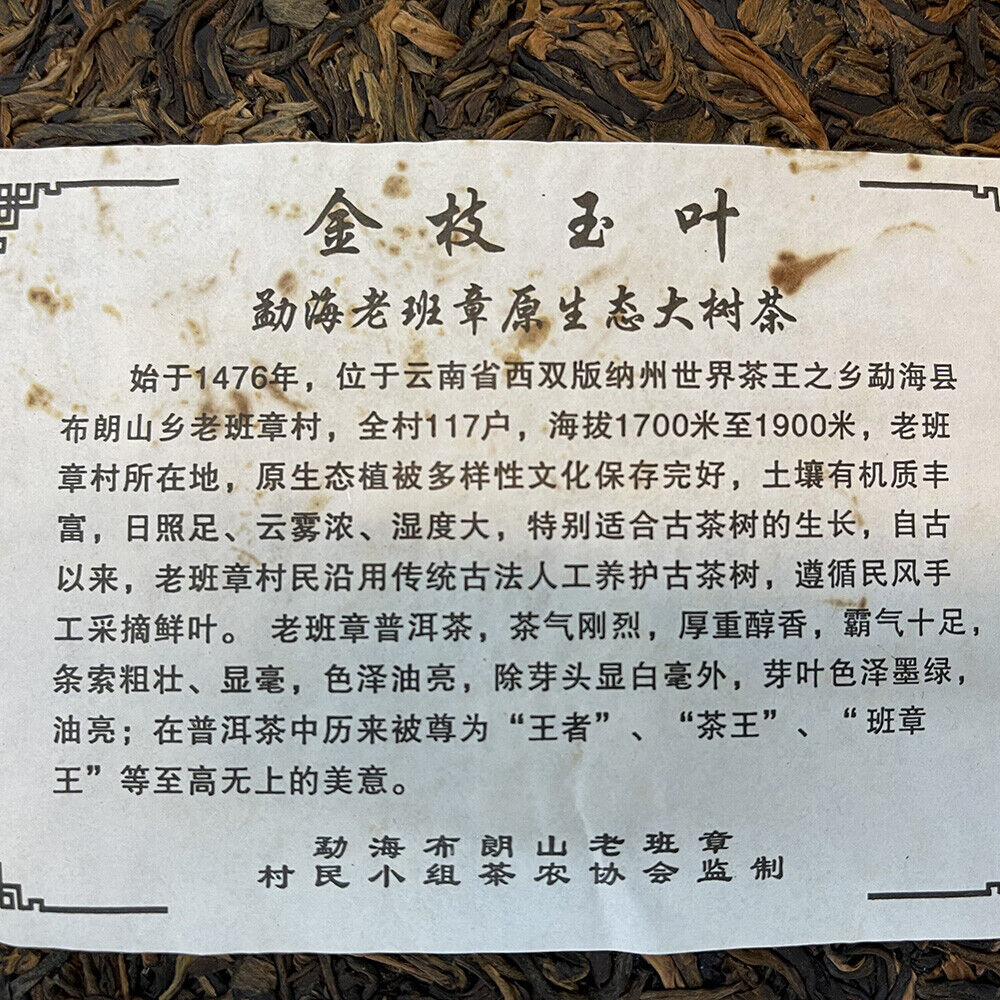 金枝玉叶
勐海老班章原生态大树茶
始于1476年，位于云南省西双版纳州世界茶王之乡勐海县
布朗山乡老班章村，全村117户，海拔1700米至1900米，老班
章村所在地，原生态植被多样性文化保存完好，土壤有机质丰
富，日照足、云雾浓、湿度大，特别适合古茶树的生长，自古
以来，老班章村民沿用传统古法人工养护古茶树，遵循民风手
工采摘鲜叶。 老班章普洱茶，茶气刚烈，厚重醇香，霸气十足，
条索粗壮、显毫，色泽油亮，除芽头显白毫外，芽叶色泽墨绿，
油亮；在普洱茶中历来被尊为“王者”、“茶王”、“班章
王”等至高无上的美意。
勐海布朗山老班章
村民小组茶农协会监制